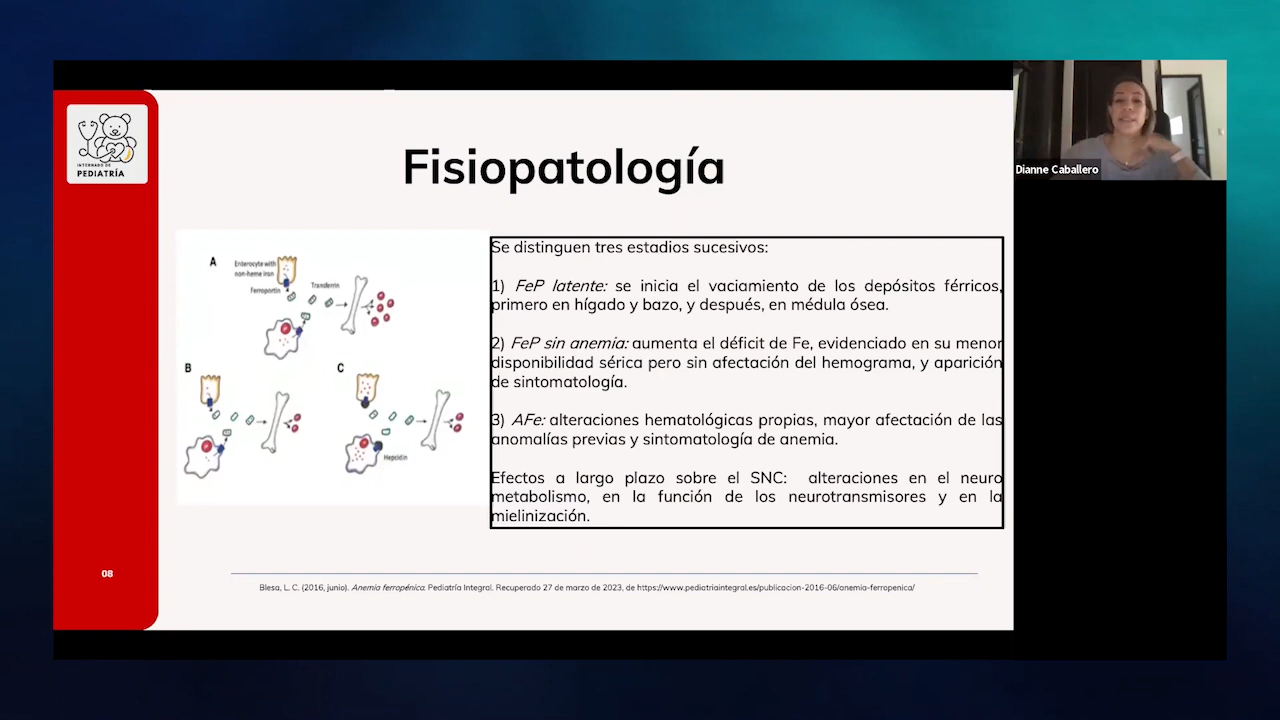 INTERNADO DE
PEDIATRÍA
Fisiopatología
A
Enterocyte with
non-heme iron
Ferroportin
Transferrin
B
C
Hepcidin
Se distinguen tres estadios sucesivos:
1) FeP latente: se inicia el vaciamiento de los depósitos férricos,
primero en hígado y bazo, y después, en médula ósea.
2) FeP sin anemia: aumenta el déficit de Fe, evidenciado en su menor
disponibilidad sérica pero sin afectación del hemograma, y aparición
de sintomatología.
3) AFe: alteraciones hematológicas propias, mayor afectación de las
anomalías previas y sintomatología de anemia.
Efectos a largo plazo sobre el SNC: alteraciones en el neuro
metabolismo, en la función de los neurotransmisores y en la
mielinización.
08
Blesa, L. C. (2016, junio). Anemia ferropénica. Pediatría Integral. Recuperado 27 de marzo de 2023, de https://www.pediatriaintegral.es/publicacion-2016-06/anemia-ferropenica/
Dianne Caballero